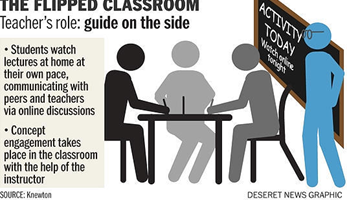 THE FLIPPED CLASSROOM
Teacher's role: guide on the side
• Students watch
lectures at home at
their own pace,
communicating with
peers and teachers
via online discussions
• Concept
engagement takes
place in the classroom
with the help of the
instructor
ACTIVITY
TODAY
Watch online
tonight
SOURCE: Knewton
DESERET NEWS GRAPHIC